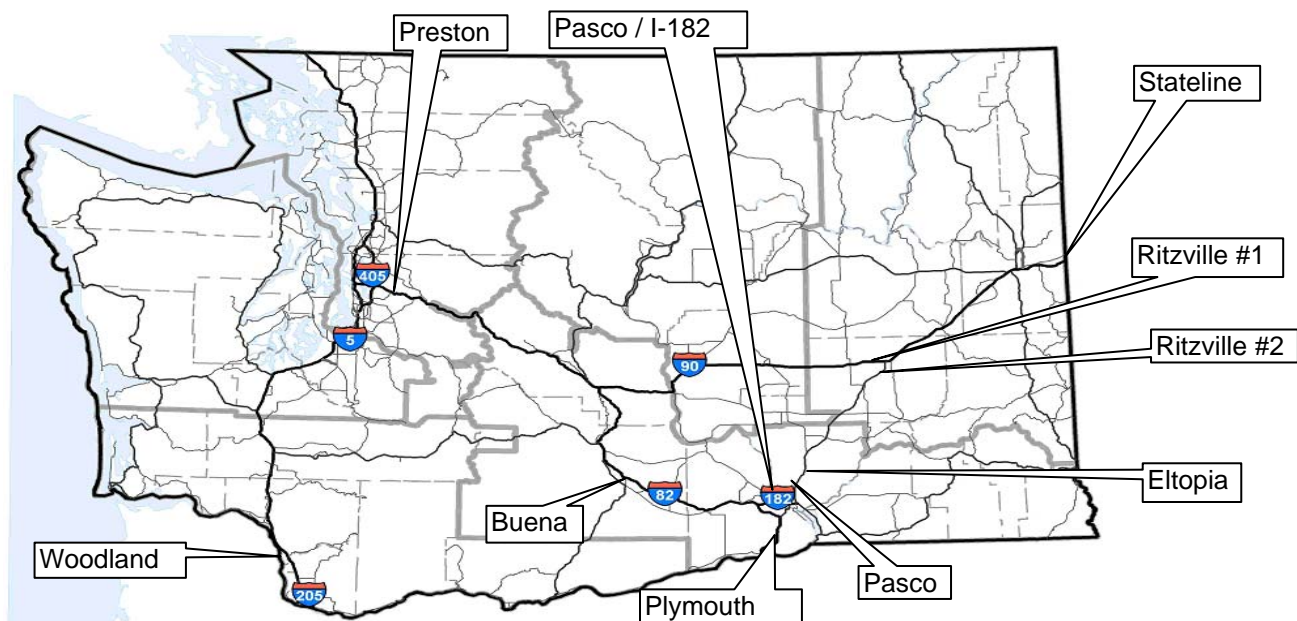 Preston
Pasco / I-182
Stateline
Ritzville #1
405
5
90
Ritzville #2
Eltopia
82
182
Buena
Woodland
Pasco
205
Plymouth